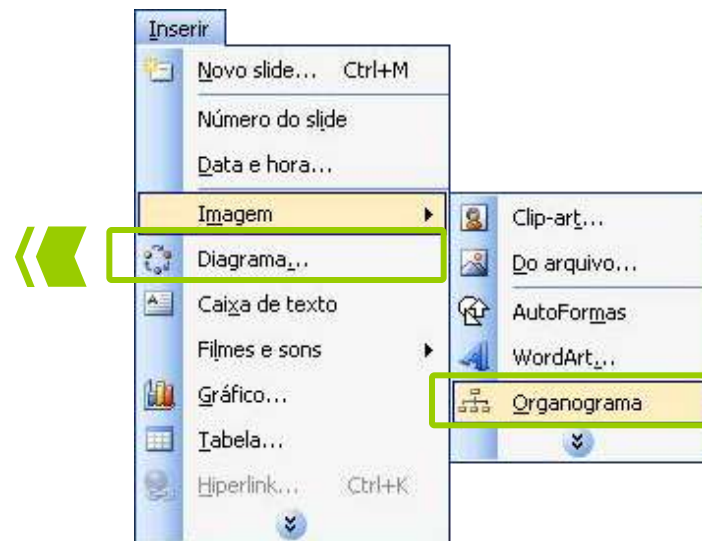 Inserir
Novo slide... Ctrl+M
Número do slide
Data e hora...
Imagem
Diagrama...
Caixa de texto
Filmes e sons
Gráfico...
Tabela...
Hiperlink... Ctrl+K
Clip-art...
Do arquivo...
AutoFormas
WordArt...
Organograma